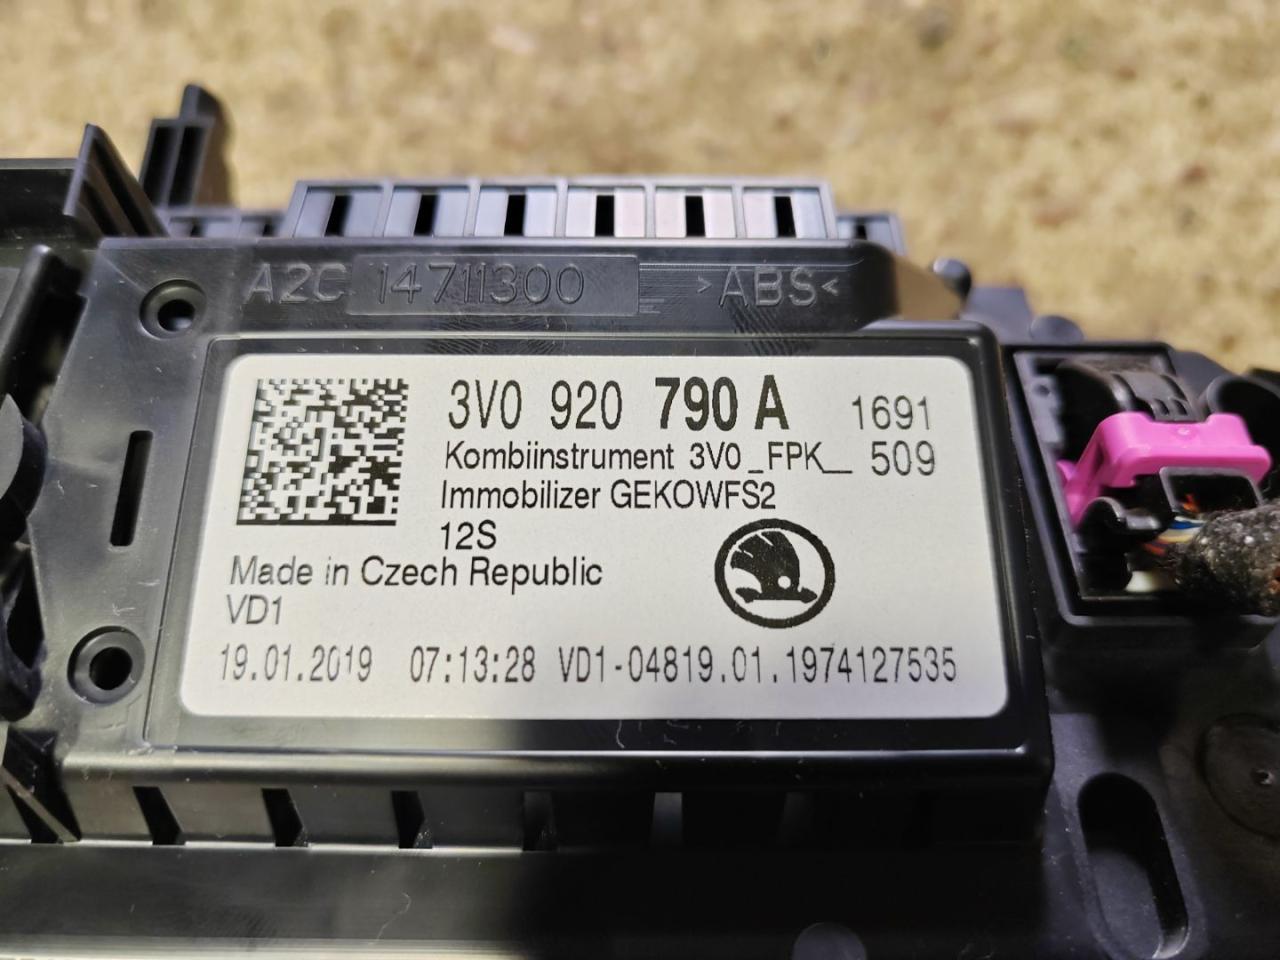 A2C 14711300 >ABS<
3V0 920 790 A 1691
Kombiinstrument 3V0_FPK__ 509
Immobilizer GEKOWFS2
12S
Made in Czech Republic
VD1
19.01.2019 07:13:28 VD1-04819.01.1974127535